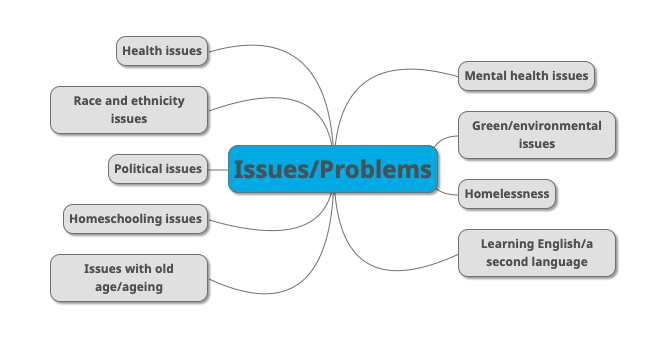 Health issues
Race and ethnicity
issues
Political issues
Homeschooling issues
Issues with old
age/ageing
Issues/Problems
Mental health issues
Green/environmental
issues
Homelessness
Learning English/a
second language